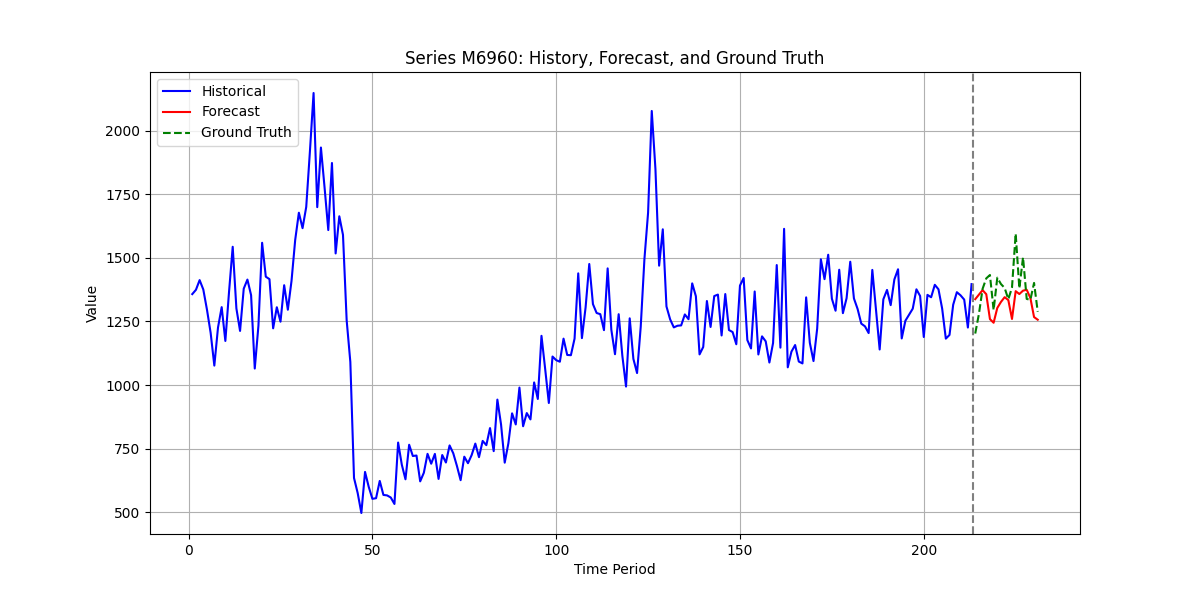 Series M6960: History, Forecast, and Ground Truth
Historical
Forecast
Ground Truth
Value
2000
1750
1500
1250
1000
750
500
0
50
100
150
200
Time Period